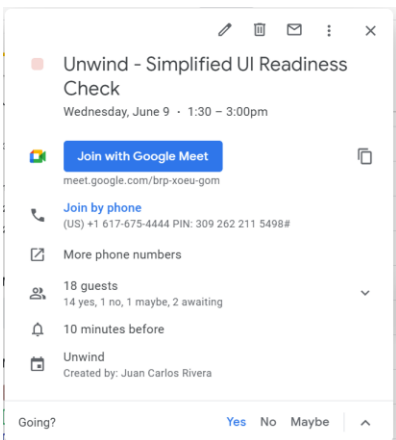 Unwind - Simplified UI Readiness
Check
Wednesday, June 9 · 1:30 – 3:00pm
Join with Google Meet
meet.google.com/brp-xoeu-gom
Join by phone
(US) +1 617-675-4444 PIN: 309 262 211 5498#
More phone numbers
18 guests
14 yes, 1 no, 1 maybe, 2 awaiting
10 minutes before
Unwind
Created by: Juan Carlos Rivera
Going?
Yes No Maybe